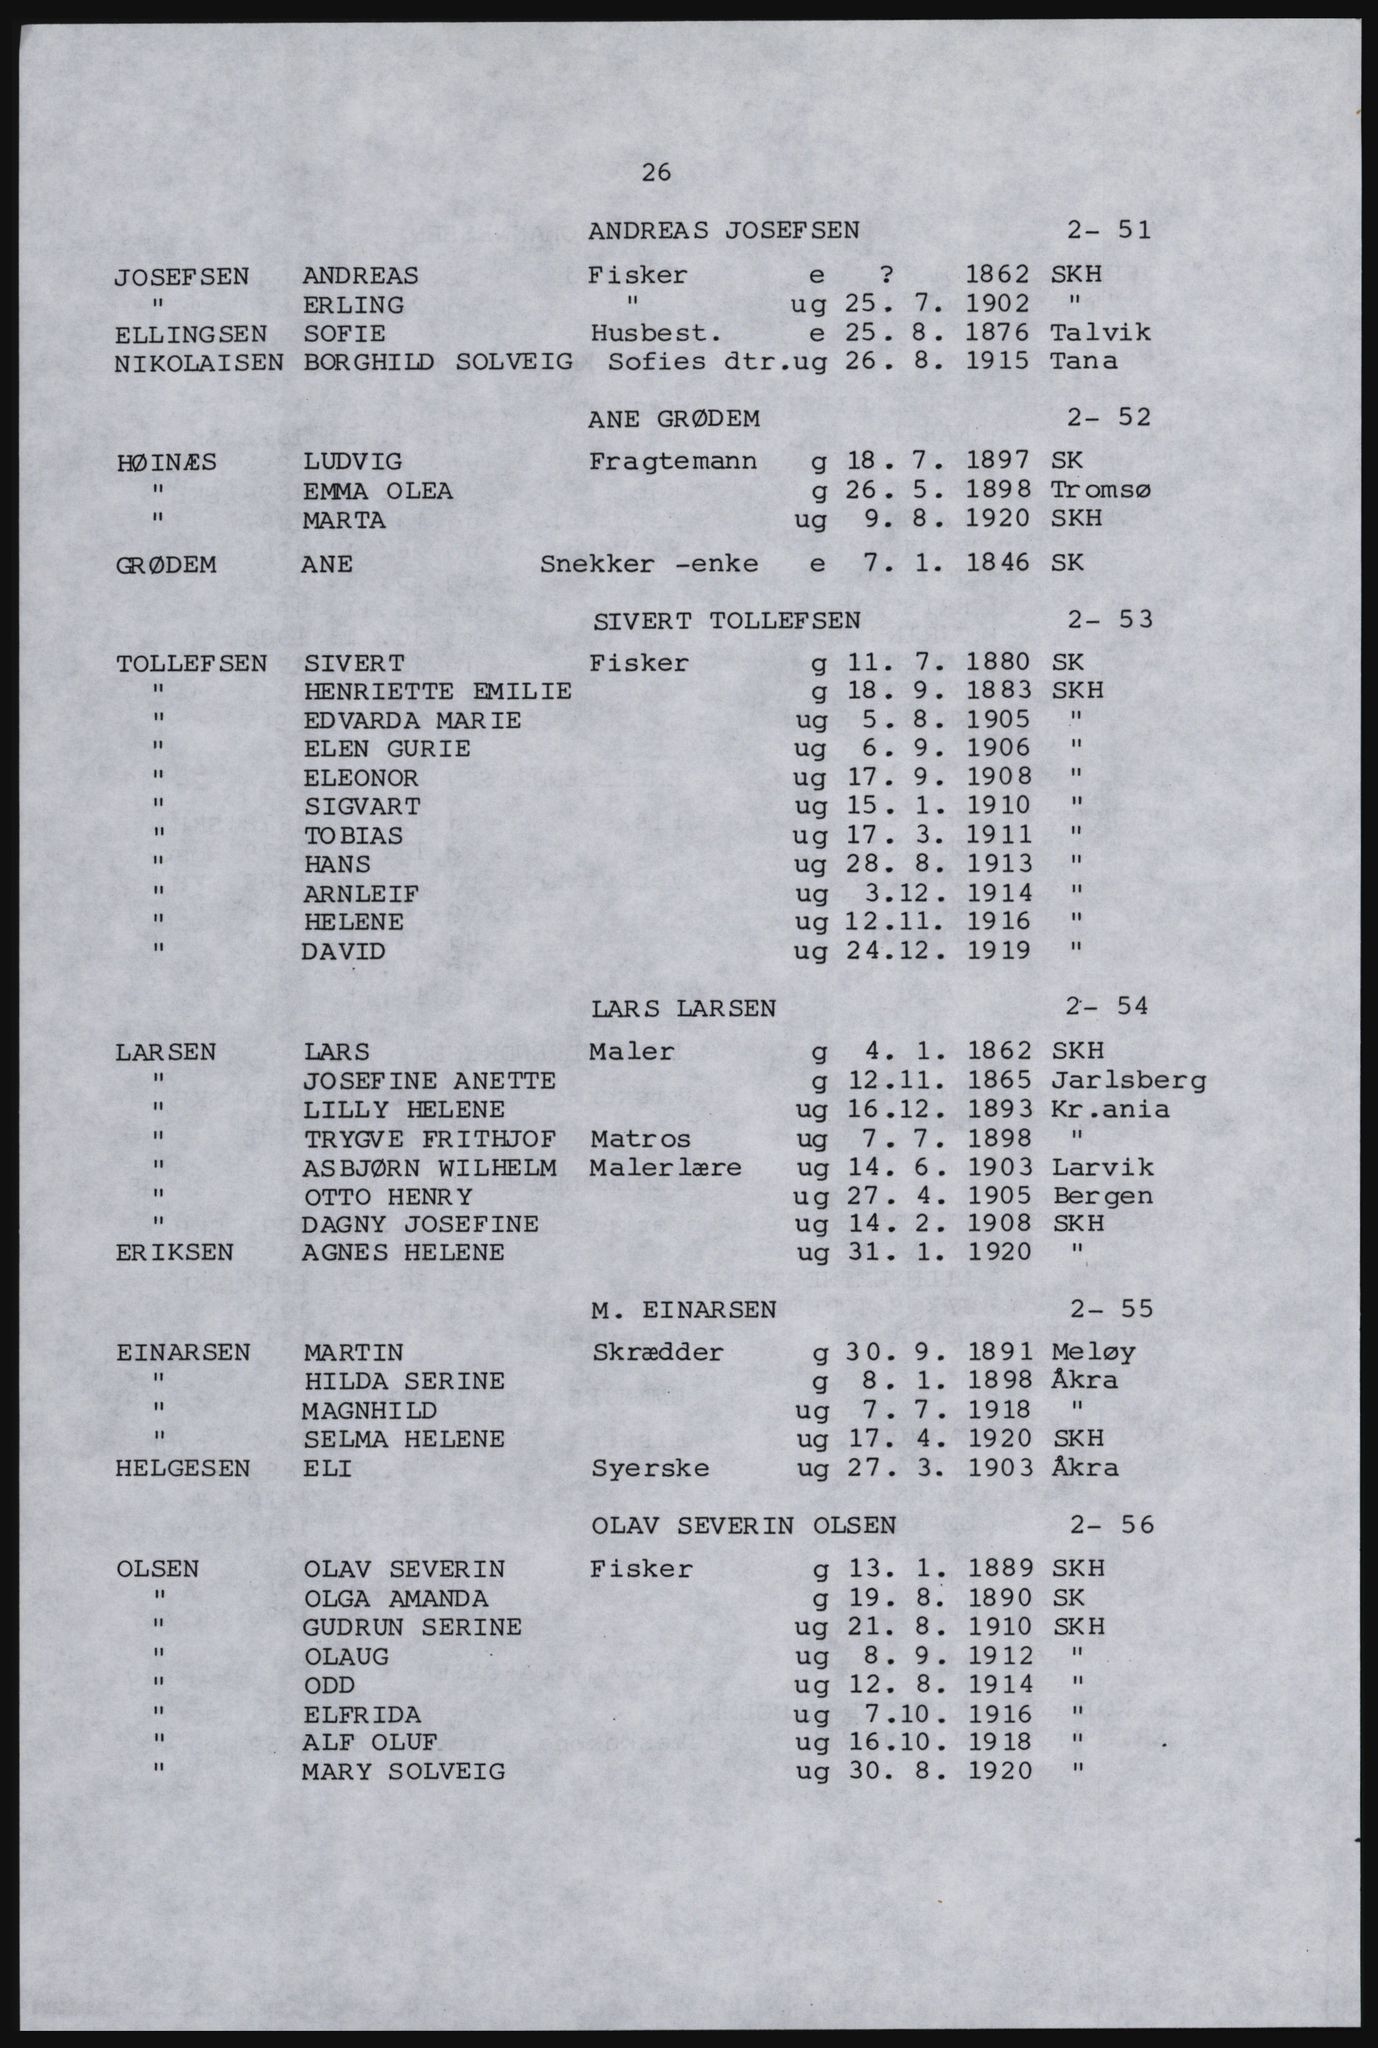 26
ANDREAS JOSEFSEN 2- 51
JOSEFSEN ANDREAS Fisker e ? 1862 SKH
" ERLING " ug 25. 7. 1902 "
ELLINGSEN SOFIE Husbest. e 25. 8. 1876 Talvik
NIKOLAISEN BORGHILD SOLVEIG Sofies dtr.ug 26. 8. 1915 Tana
ANE GRØDEM 2- 52
HØINÆS LUDVIG Fragtemann g 18. 7. 1897 SK
" EMMA OLEA g 26. 5. 1898 Tromsø
" MARTA ug 9. 8. 1920 SKH
GRØDEM ANE Snekker -enke e 7. 1. 1846 SK
SIVERT TOLLEFSEN 2- 53
TOLLEFSEN SIVERT Fisker g 11. 7. 1880 SK
" HENRIETTE EMILIE g 18. 9. 1883 SKH
" EDVARDA MARIE ug 5. 8. 1905 "
" ELEN GURIE ug 6. 9. 1906 "
" ELEONOR ug 17. 9. 1908 "
" SIGVART ug 15. 1. 1910 "
" TOBIAS ug 17. 3. 1911 "
" HANS ug 28. 8. 1913 "
" ARNLEIF ug 3.12. 1914 "
" HELENE ug 12.11. 1916 "
" DAVID ug 24.12. 1919 "
LARS LARSEN 2- 54
LARSEN LARS Maler g 4. 1. 1862 SKH
" JOSEFINE ANETTE g 12.11. 1865 Jarlsberg
" LILLY HELENE ug 16.12. 1893 Kr.ania
" TRYGVE FRITHJOF Matros ug 7. 7. 1898 "
" ASBJØRN WILHELM Malerlære ug 14. 6. 1903 Larvik
" OTTO HENRY ug 27. 4. 1905 Bergen
" DAGNY JOSEFINE ug 14. 2. 1908 SKH
ERIKSEN AGNES HELENE ug 31. 1. 1920 "
M. EINARSEN 2- 55
EINARSEN MARTIN Skrædder g 30. 9. 1891 Meløy
" HILDA SERINE g 8. 1. 1898 Åkra
" MAGNHILD ug 7. 7. 1918 "
" SELMA HELENE ug 17. 4. 1920 SKH
HELGESEN ELI Syerske ug 27. 3. 1903 Åkra
OLAV SEVERIN OLSEN 2- 56
OLSEN OLAV SEVERIN Fisker g 13. 1. 1889 SKH
" OLGA AMANDA g 19. 8. 1890 SK
" GUDRUN SERINE ug 21. 8. 1910 SKH
" OLAUG ug 8. 9. 1912 "
" ODD ug 12. 8. 1914 "
" ELFRIDA ug 7.10. 1916 "
" ALF OLUF ug 16.10. 1918 "
" MARY SOLVEIG ug 30. 8. 1920 "